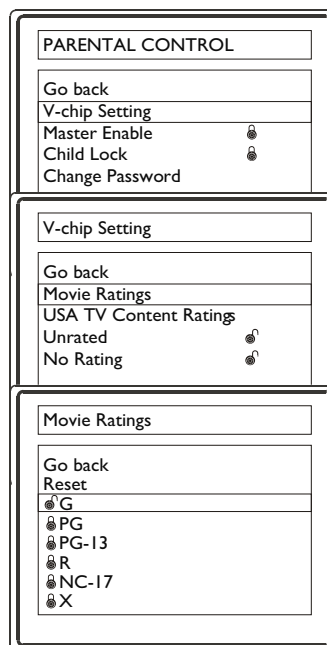 PARENTAL CONTROL
Go back
V-chip Setting
Master Enable
Child Lock
Change Password
V-chip Setting
Go back
Movie Ratings
USA TV Content Ratings
Unrated
No Rating
Movie Ratings
Go back
Reset
G
PG
PG-13
R
NC-17
X